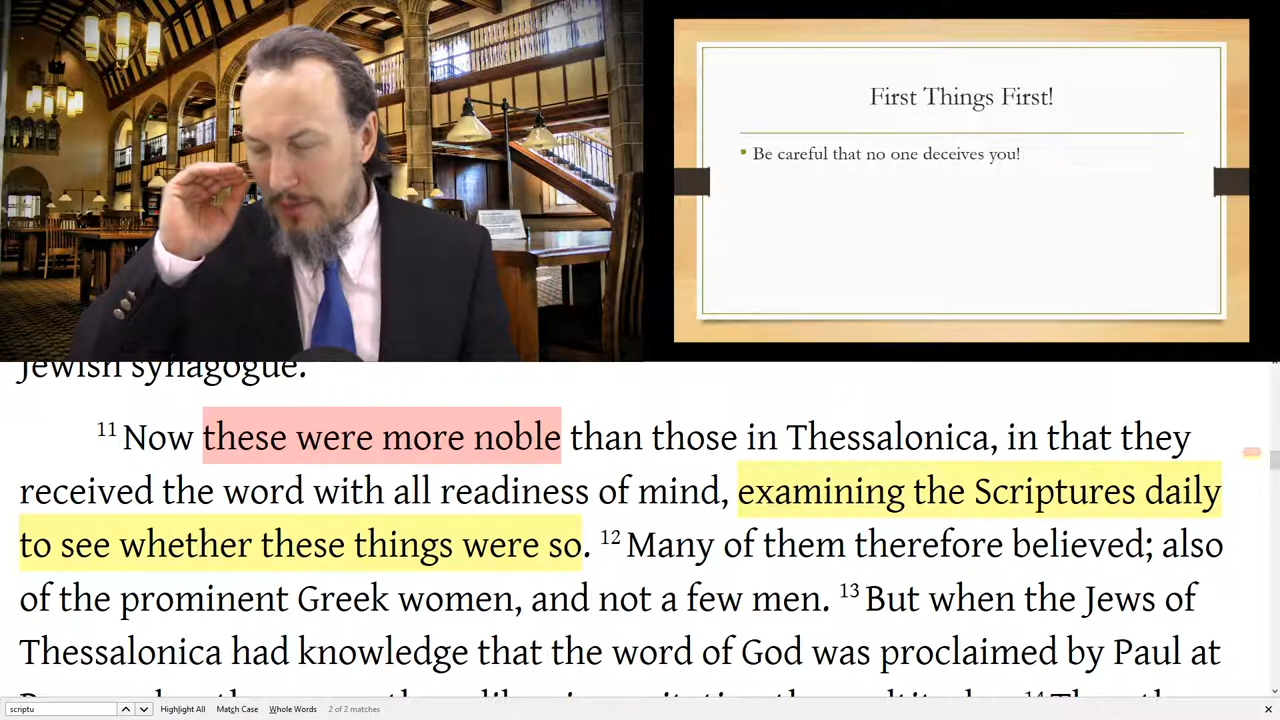 First Things First!
• Be careful that no one deceives you!
Jewish synagogue.
11 Now these were more noble than those in Thessalonica, in that they
received the word with all readiness of mind, examining the Scriptures daily
to see whether these things were so. 12 Many of them therefore believed; also
of the prominent Greek women, and not a few men. 13 But when the Jews of
Thessalonica had knowledge that the word of God was proclaimed by Paul at
scriptu
Highlight All
Match Case
Whole Words
2 of 2 matches